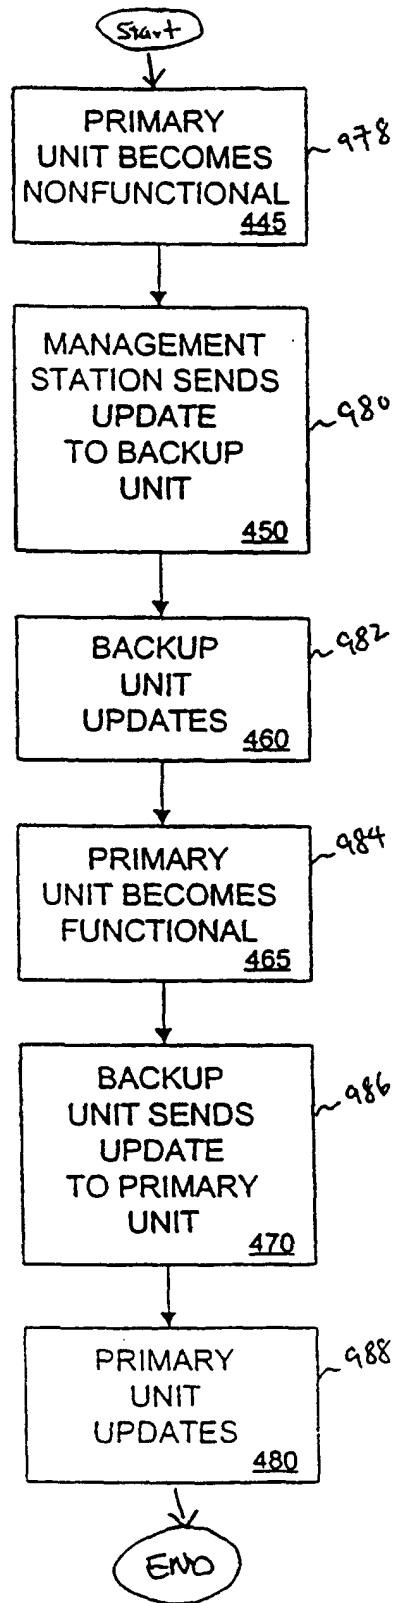 Start
PRIMARY
UNIT BECOMES
NONFUNCTIONAL
445
978
MANAGEMENT
STATION SENDS
UPDATE
TO BACKUP
UNIT
450
980
BACKUP
UNIT
UPDATES
460
982
PRIMARY
UNIT BECOMES
FUNCTIONAL
465
984
BACKUP
UNIT SENDS
UPDATE
TO PRIMARY
UNIT
470
986
PRIMARY
UNIT
UPDATES
480
988
END